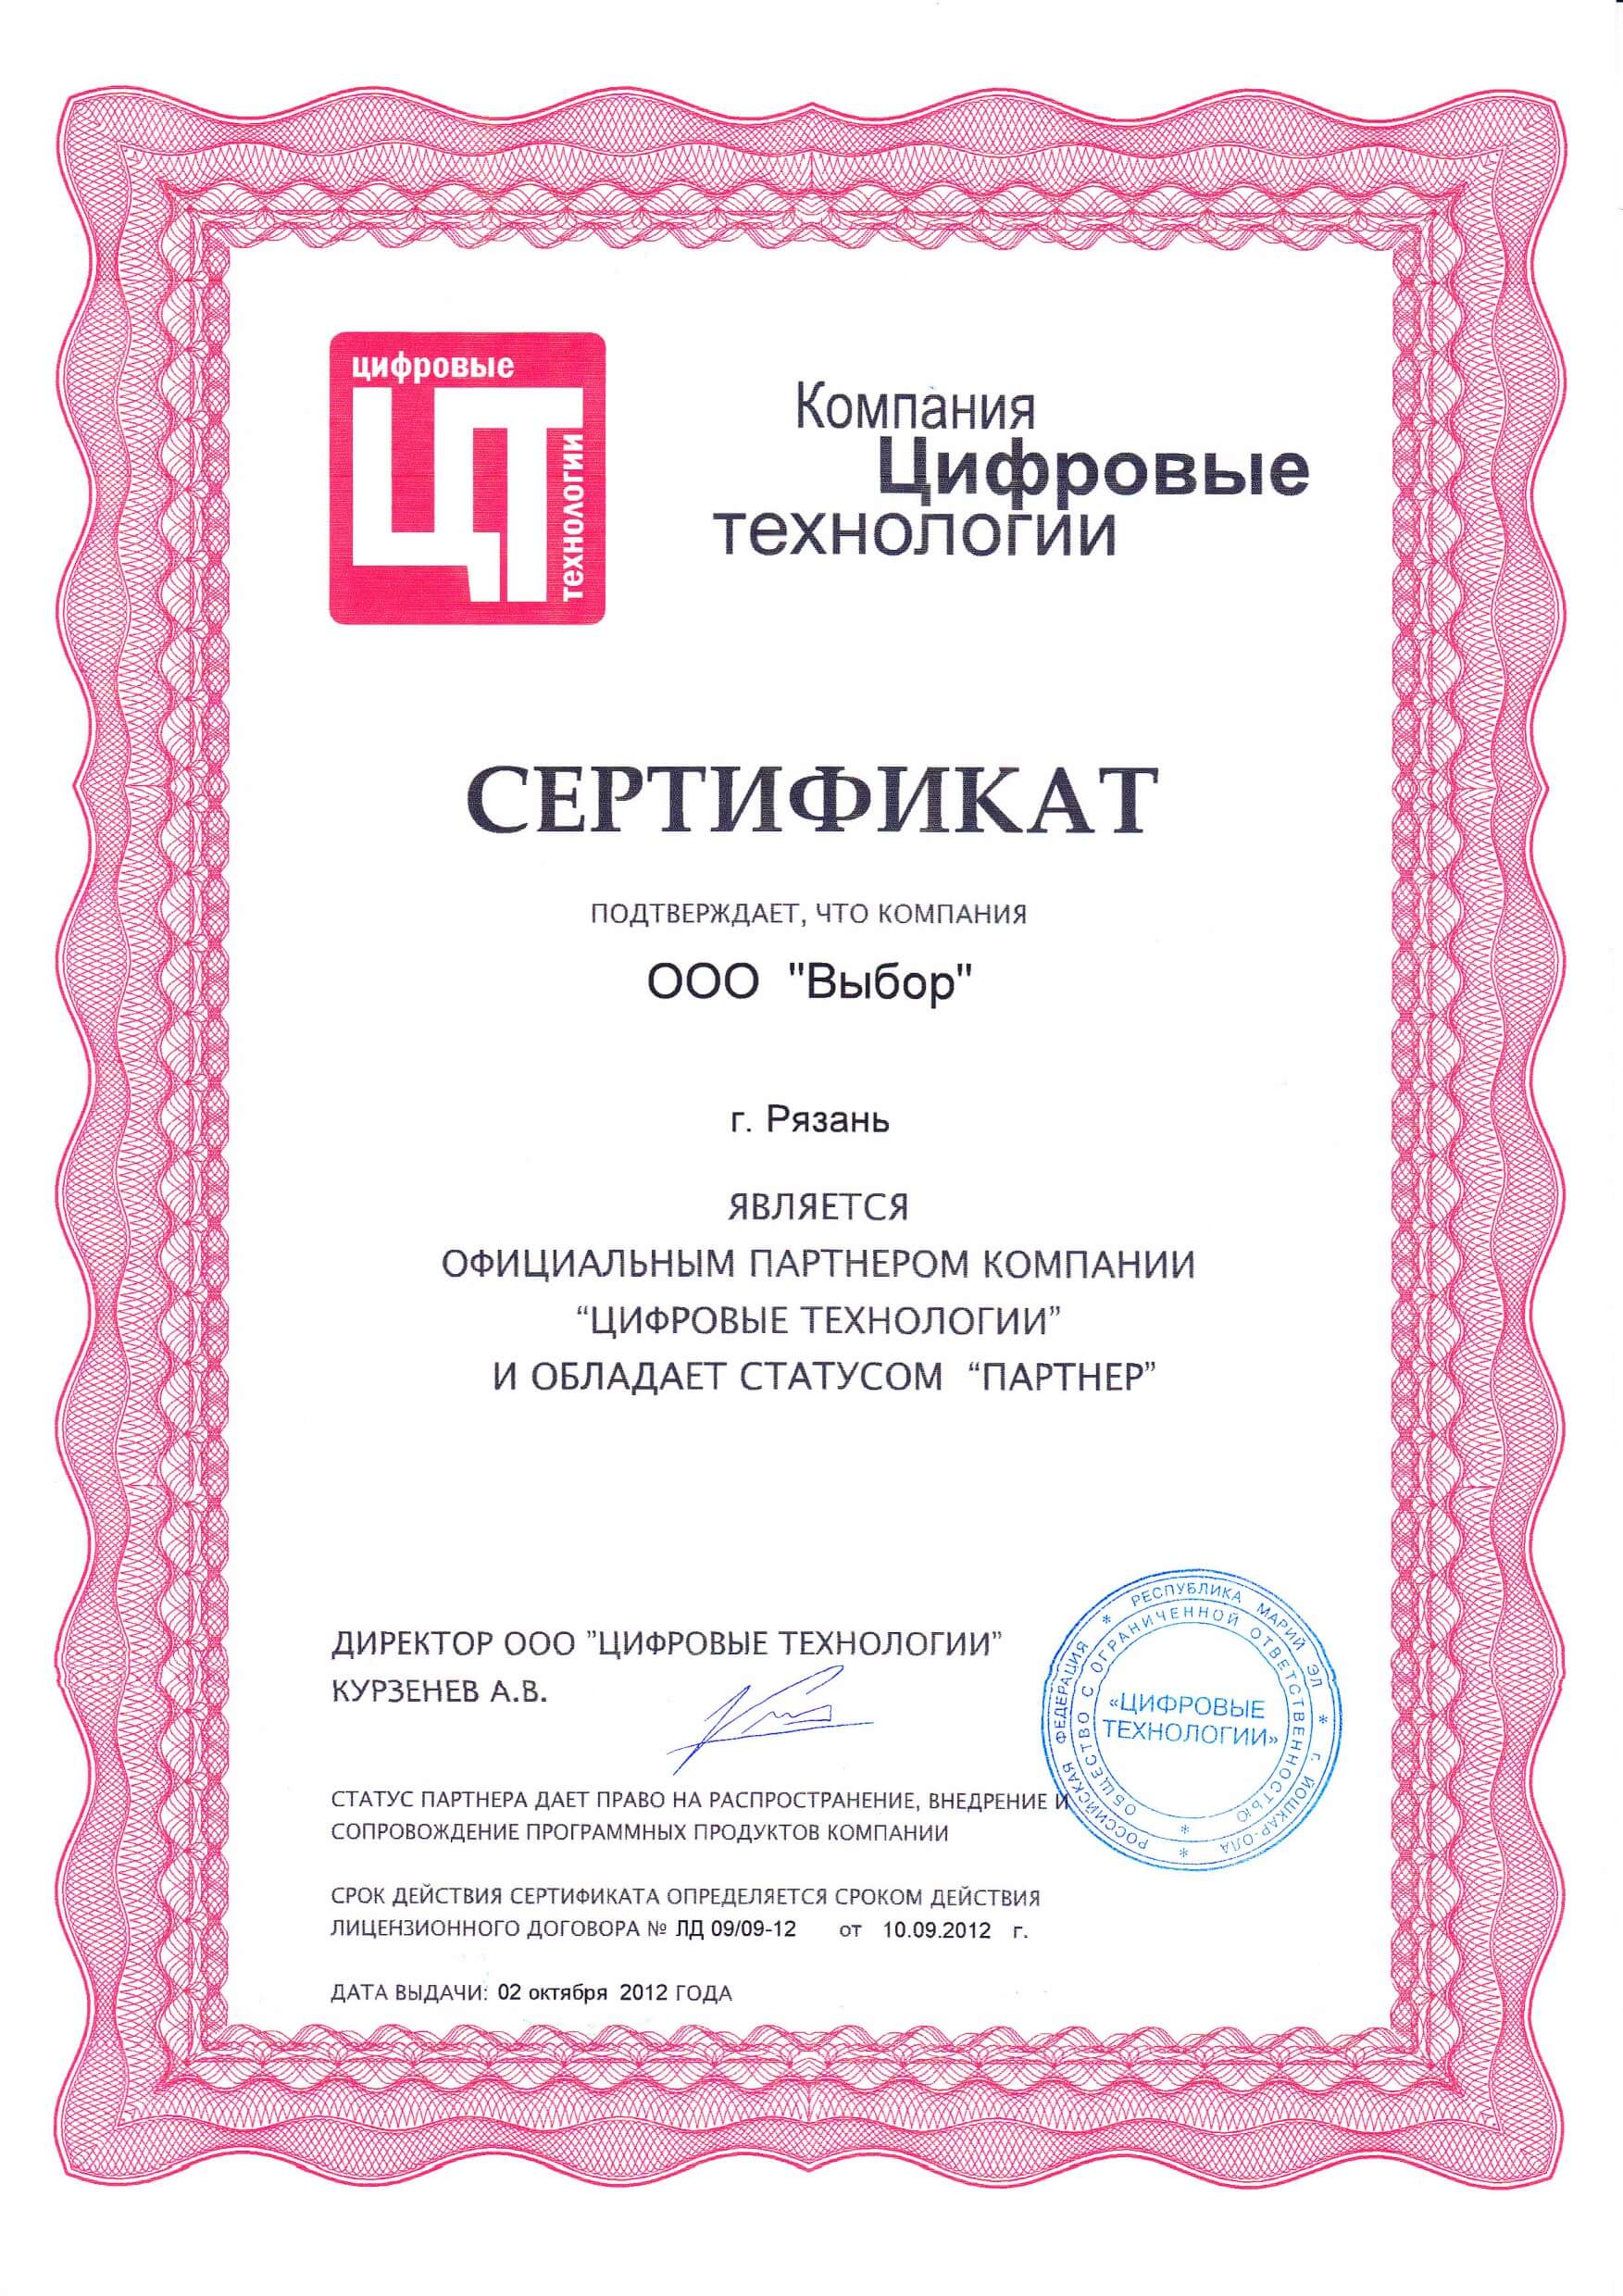 цифровые
ЦТ
технологии
Компания
Цифровые
технологии
СЕРТИФИКАТ
ПОДТВЕРЖДАЕТ, ЧТО КОМПАНИЯ
ООО "Выбор"
г. Рязань
ЯВЛЯЕТСЯ
ОФИЦИАЛЬНЫМ ПАРТНЕРОМ КОМПАНИИ
“ЦИФРОВЫЕ ТЕХНОЛОГИИ”
И ОБЛАДАЕТ СТАТУСОМ “ПАРТНЕР”
ДИРЕКТОР ООО "ЦИФРОВЫЕ ТЕХНОЛОГИИ”
КУРЗЕНЕВ А.В.
РОССИЙСКАЯ ФЕДЕРАЦИЯ * РЕСПУБЛИКА МАРИЙ ЭЛ * г. ЙОШКАР-ОЛА *
ОБЩЕСТВО С ОГРАНИЧЕННОЙ ОТВЕТСТВЕННОСТЬЮ *
«ЦИФРОВЫЕ
ТЕХНОЛОГИИ»
СТАТУС ПАРТНЕРА ДАЕТ ПРАВО НА РАСПРОСТРАНЕНИЕ, ВНЕДРЕНИЕ И
СОПРОВОЖДЕНИЕ ПРОГРАММНЫХ ПРОДУКТОВ КОМПАНИИ
СРОК ДЕЙСТВИЯ СЕРТИФИКАТА ОПРЕДЕЛЯЕТСЯ СРОКОМ ДЕЙСТВИЯ
ЛИЦЕНЗИОННОГО ДОГОВОРА № ЛД 09/09-12 от 10.09.2012 г.
ДАТА ВЫДАЧИ: 02 октября 2012 ГОДА